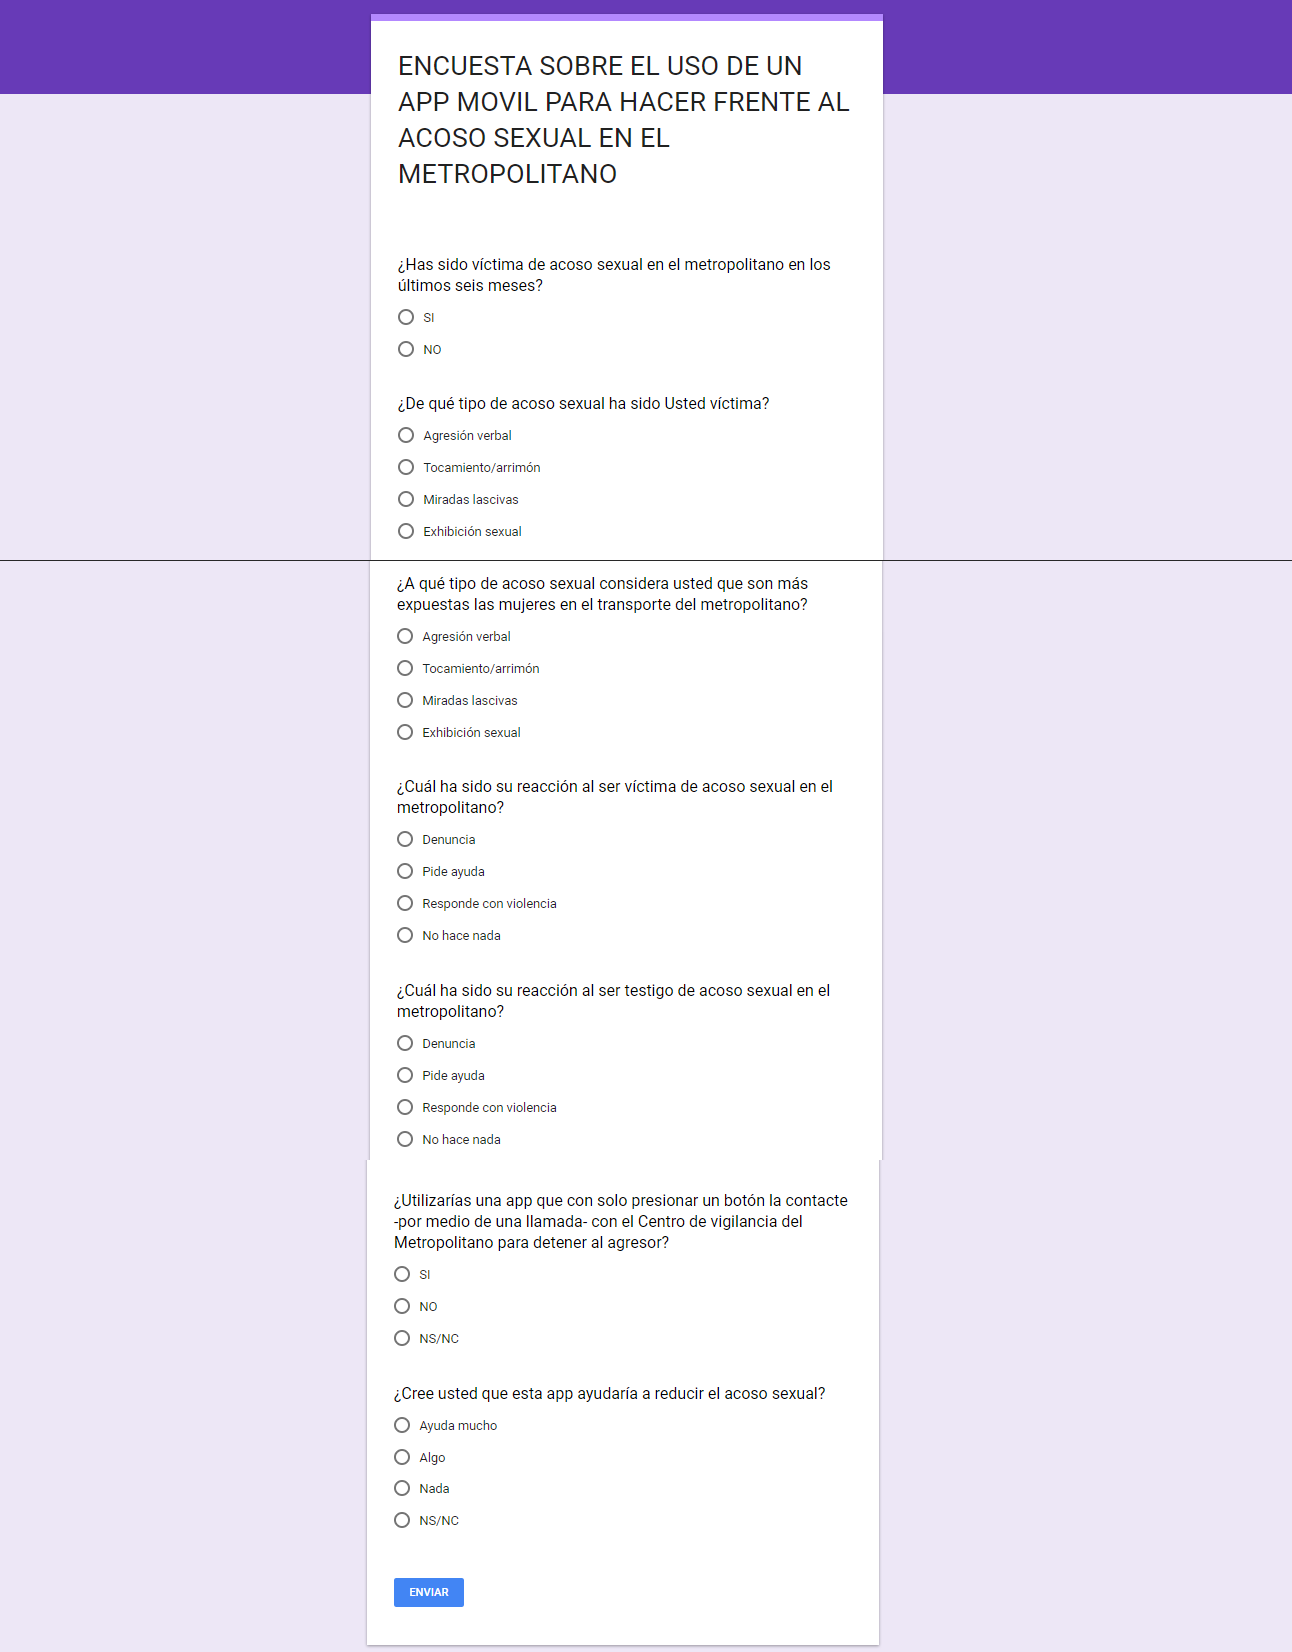 ENCUESTA SOBRE EL USO DE UN
APP MOVIL PARA HACER FRENTE AL
ACOSO SEXUAL EN EL
METROPOLITANO
¿Has sido víctima de acoso sexual en el metropolitano en los
últimos seis meses?
SI
NO
¿De qué tipo de acoso sexual ha sido Usted víctima?
Agresión verbal
Tocamiento/arrimón
Miradas lascivas
Exhibición sexual
¿A qué tipo de acoso sexual considera usted que son más
expuestas las mujeres en el transporte del metropolitano?
Agresión verbal
Tocamiento/arrimón
Miradas lascivas
Exhibición sexual
¿Cuál ha sido su reacción al ser víctima de acoso sexual en el
metropolitano?
Denuncia
Pide ayuda
Responde con violencia
No hace nada
¿Cuál ha sido su reacción al ser testigo de acoso sexual en el
metropolitano?
Denuncia
Pide ayuda
Responde con violencia
No hace nada
¿Utilizarías una app que con solo presionar un botón la contacte
-por medio de una llamada- con el Centro de vigilancia del
Metropolitano para detener al agresor?
SI
NO
NS/NC
¿Cree usted que esta app ayudaría a reducir el acoso sexual?
Ayuda mucho
Algo
Nada
NS/NC
ENVIAR